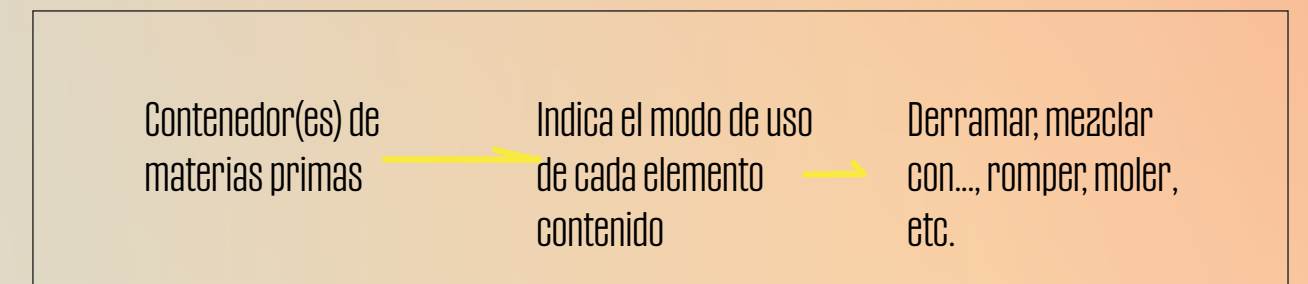 Contenedor(es) de
materias primas
Indica el modo de uso
de cada elemento
contenido
Derramar, mezclar
con..., romper, moler,
etc.